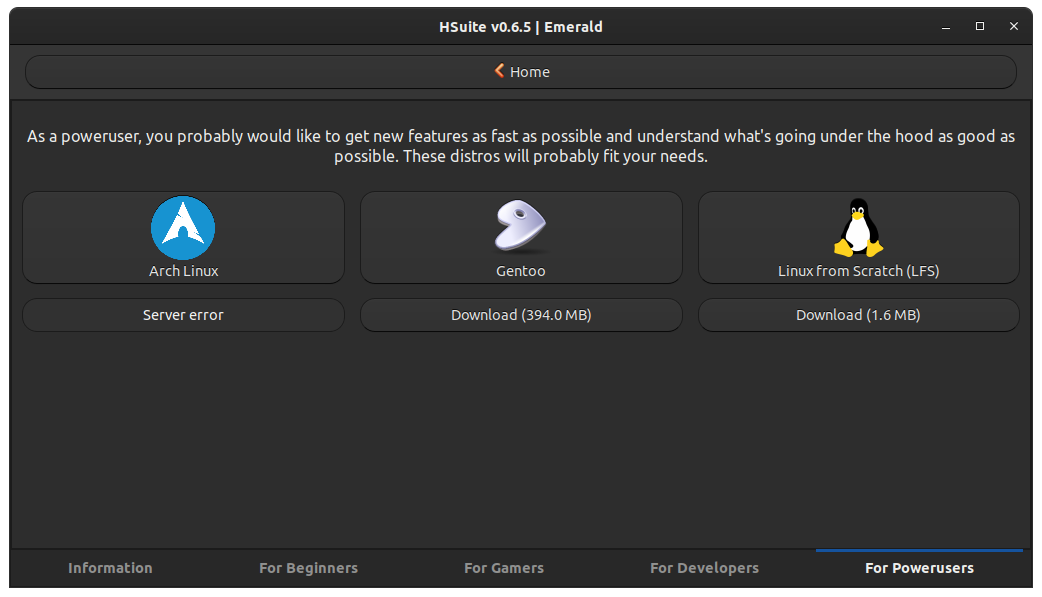 HSuite v0.6.5 | Emerald
Home
As a poweruser, you probably would like to get new features as fast as possible and understand what's going under the hood as good as
possible. These distros will probably fit your needs.
Arch Linux
Gentoo
Linux from Scratch (LFS)
Server error
Download (394.0 MB)
Download (1.6 MB)
Information
For Beginners
For Gamers
For Developers
For Powerusers